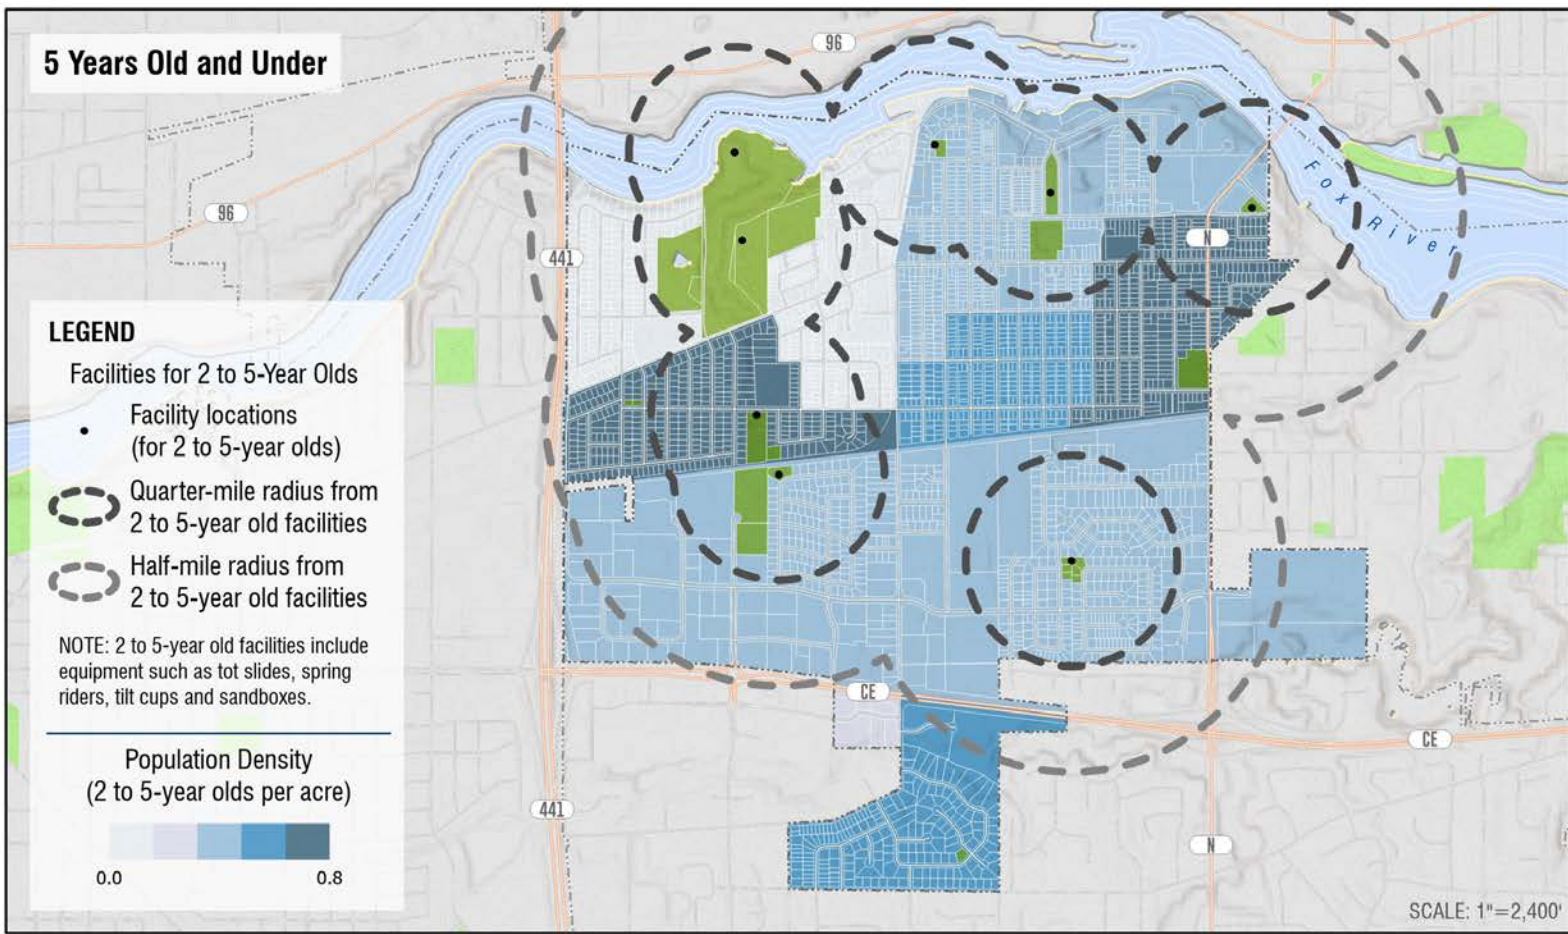 5 Years Old and Under
96
96
441
N
Fox River
LEGEND
Facilities for 2 to 5-Year Olds
Facility locations
(for 2 to 5-year olds)
Quarter-mile radius from
2 to 5-year old facilities
Half-mile radius from
2 to 5-year old facilities
NOTE: 2 to 5-year old facilities include
equipment such as tot slides, spring
riders, tilt cups and sandboxes.
Population Density
(2 to 5-year olds per acre)
0.0 0.8
CE
CE
441
N
SCALE: 1"=2,400'